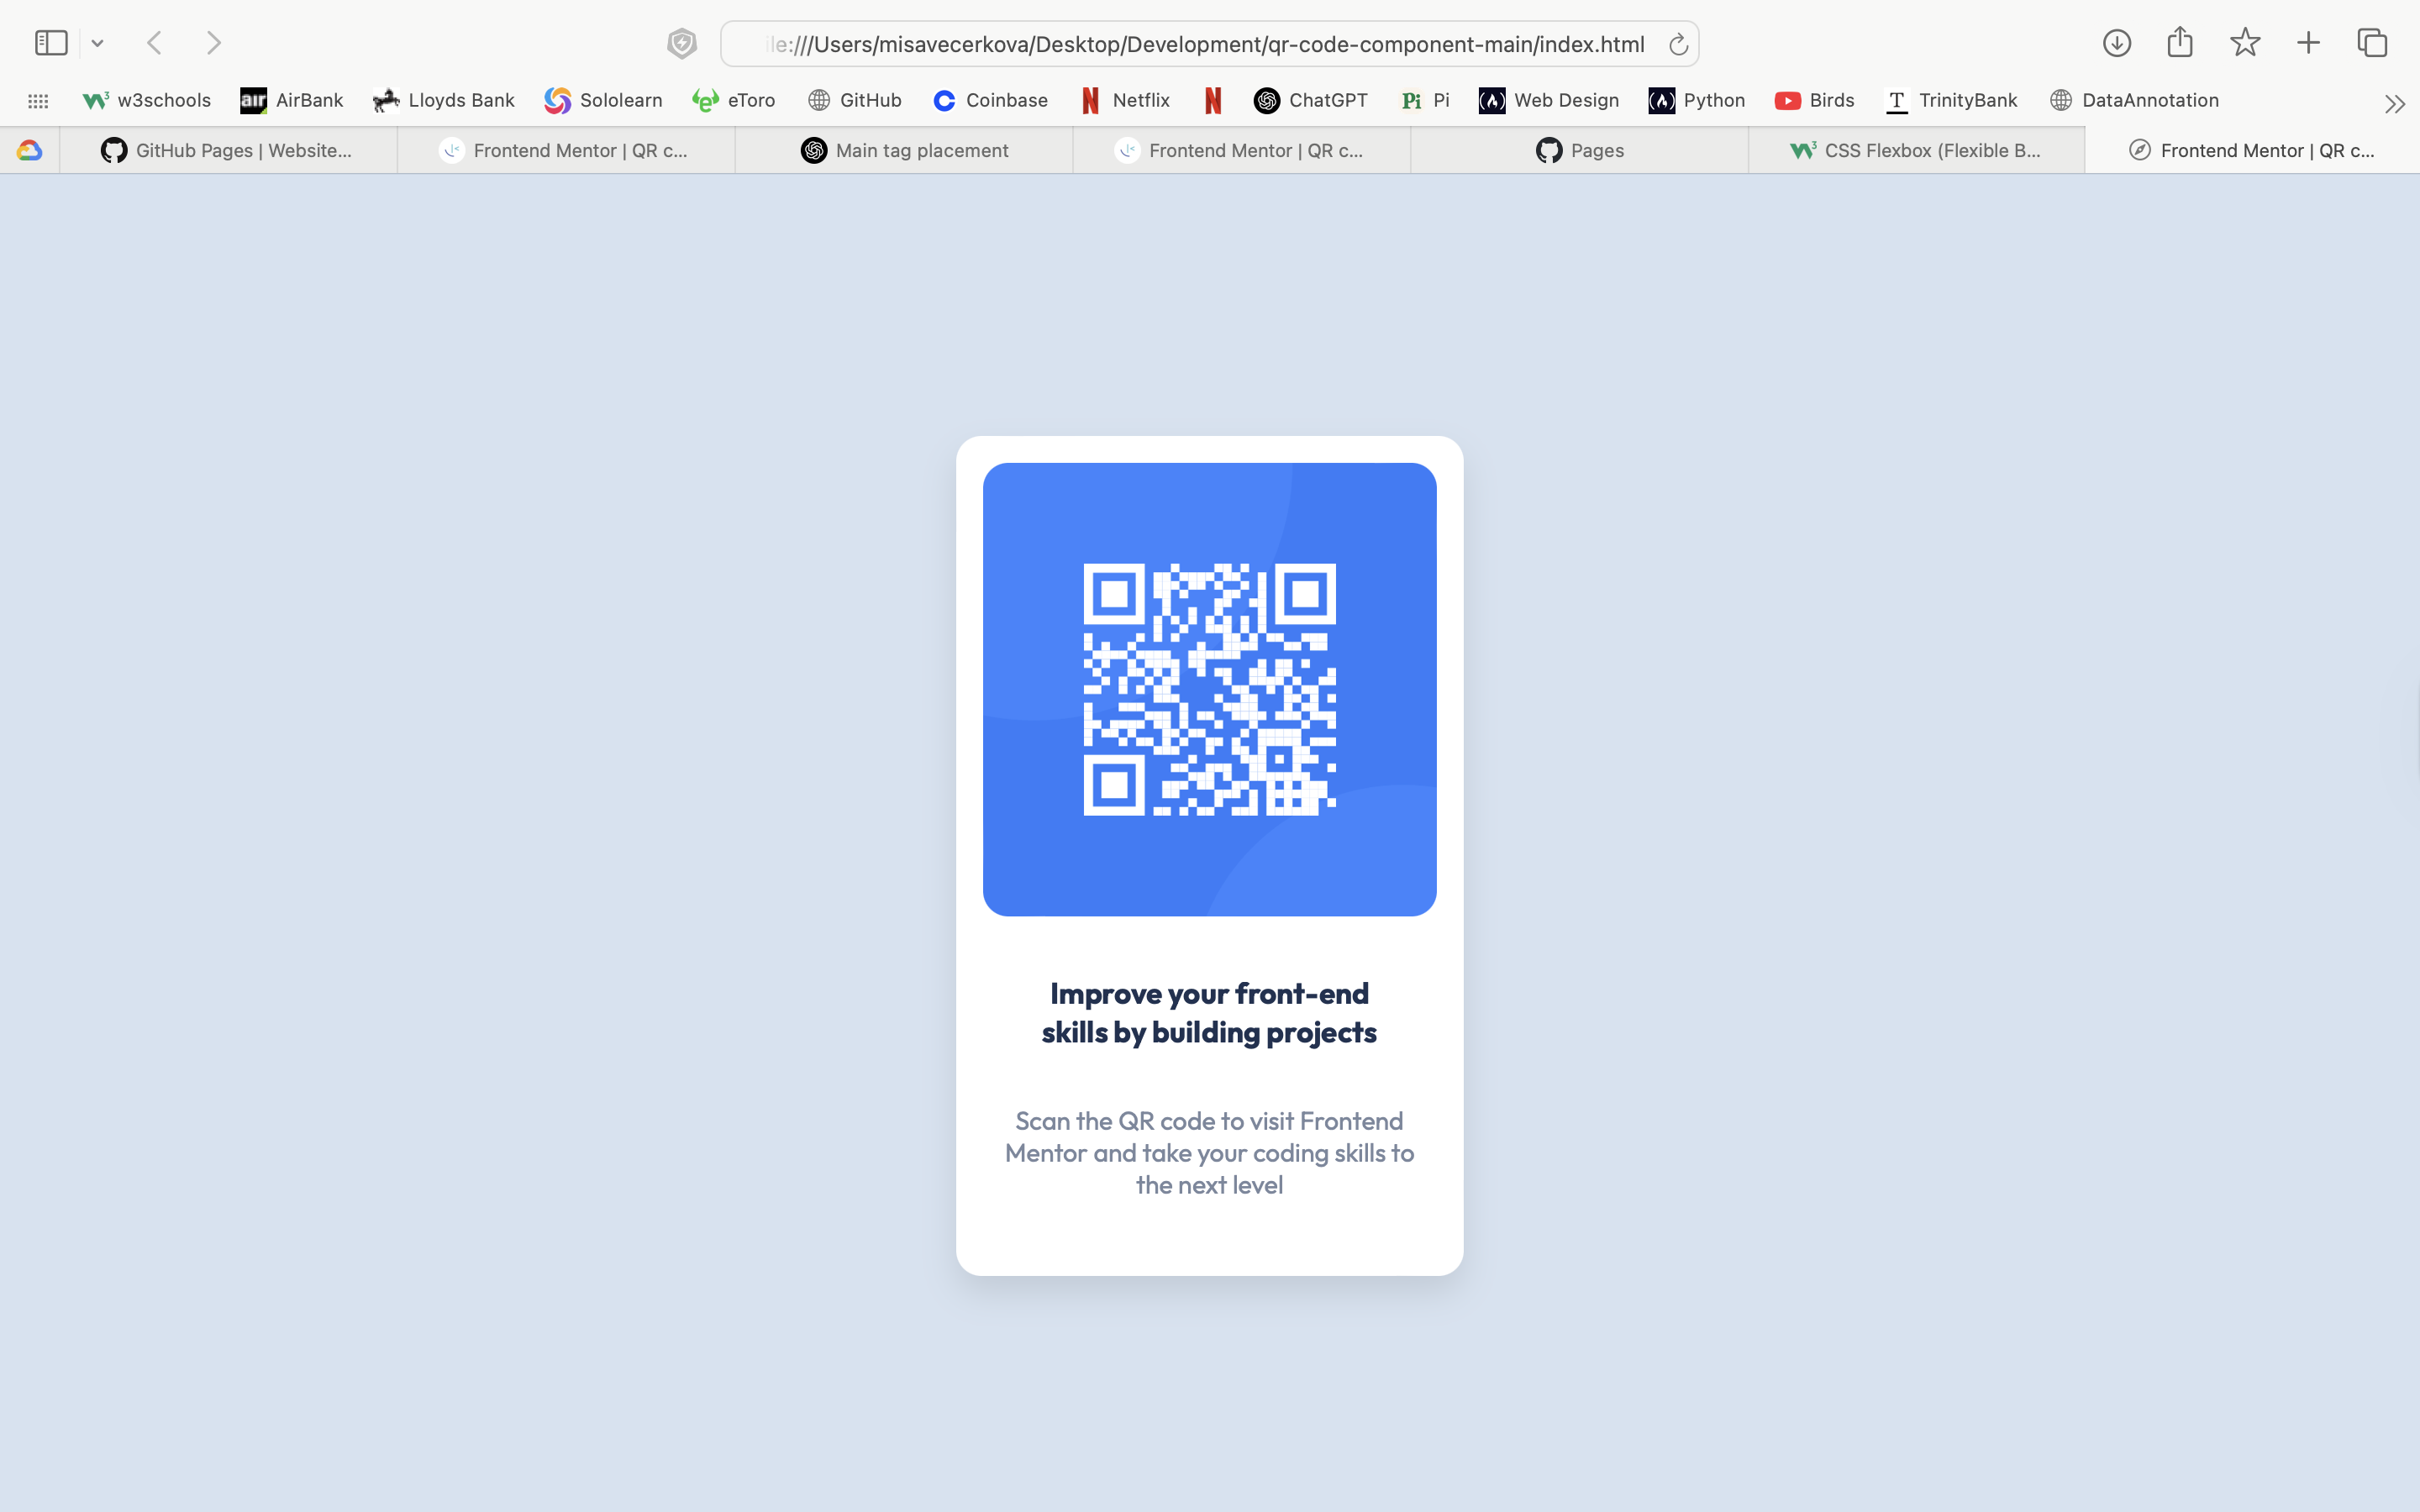 le:///Users/misavecerkova/Desktop/Development/qr-code-component-main/index.html
w3schools air AirBank Lloyds Bank Sololearn eToro GitHub Coinbase Netflix ChatGPT Pi Pi Web Design Python Birds T TrinityBank DataAnnotation
GitHub Pages | Website... Frontend Mentor | QR c... Main tag placement Frontend Mentor | QR c... Pages CSS Flexbox (Flexible B... Frontend Mentor | QR c...
Improve your front-end
skills by building projects
Scan the QR code to visit Frontend
Mentor and take your coding skills to
the next level